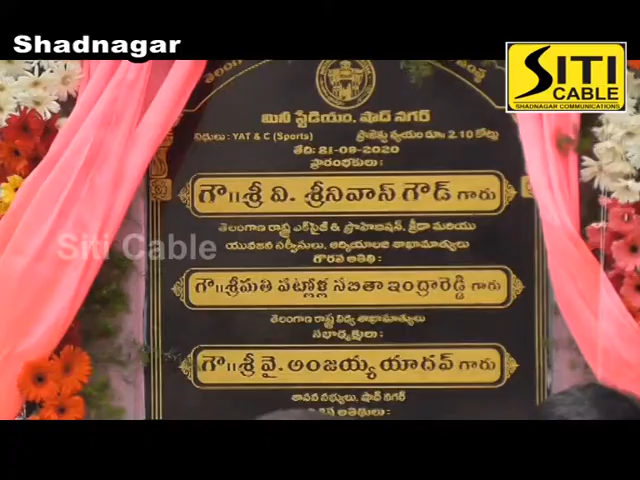 Shadnagar
SITI
CABLE
SHADNAGAR COMMUNICATIONS
మినీ స్టేడియం, షాద్ నగర్
నిధులు : YAT & C (Sports) ప్రాజెక్టు వ్యయం రూ॥ 2.10 కోట్లు
తేది: 21-09-2020
ప్రారంభకులు:
గౌ॥శ్రీ వి. శ్రీనివాస్ గౌడ్ గారు
తెలంగాణ రాష్ట్ర ఎక్సైజ్ & ప్రొహిబిషన్, క్రీడా మరియు
యువజన సర్వీసులు, ఆర్కియాలజి శాఖామాత్యులు
గౌరవ అతిథి:
Siti Cable
గౌ॥శ్రీమతి పట్లోళ్ల సబితా ఇంద్రారెడ్డి గారు
తెలంగాణ రాష్ట్ర విద్యా శాఖామాత్యులు
సభాధ్యక్షులు:
గౌ॥శ్రీ వై. అంజయ్య యాదవ్ గారు
శాసన సభ్యులు, షాద్ నగర్
అతిథులు: